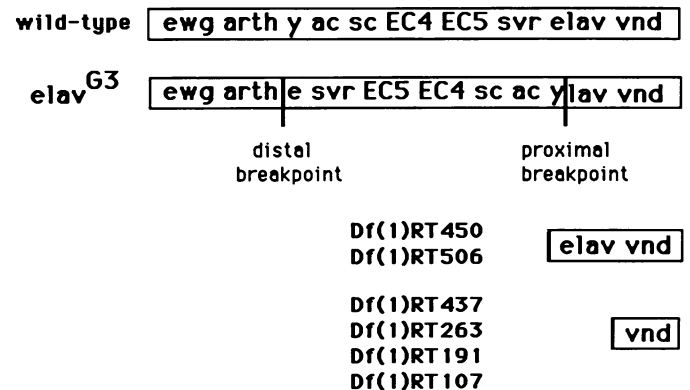 wild-type ewg arth y ac sc EC4 EC5 svr elav vnd
elav G3 ewg arth e svr EC5 EC4 sc ac y lav vnd
distal breakpoint
proximal breakpoint
Df(1)RT450
Df(1)RT506
elav vnd
Df(1)RT437
Df(1)RT263
Df(1)RT191
Df(1)RT107
vnd